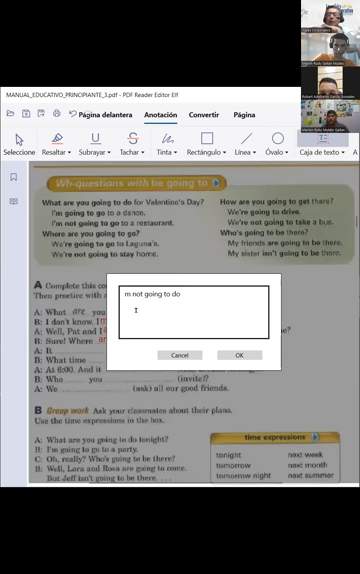 MANUAL_EDUCATIVO_PRINCIPIANTE_3.pdf - PDF Reader Editor Elf
Página delantera
Anotación
Convertir
Página
Seleccione
Resaltar
Subrayar
Tachar
Tinta
Rectángulo
Línea
Óvalo
Caja de texto
Wh-questions with be going to
What are you going to do for Valentine's Day?
I'm going to go to a dance.
I'm not going to go to a restaurant.
Where are you going to go?
We're going to go to Laguna's.
We're not going to stay home.
How are you going to get there?
We're going to drive.
We're not going to take a bus.
Who's going to be there?
My friends are going to be there.
My sister isn't going to be there.
A Complete this co
Then practice with a
A: What are you
B: I don't know. I
A: Well, Pat and I
B: Sure! Where
A: It
B: What time
A: At 6:00. And it
B: Who you (invite)?
A: We (ask) all our good friends.
m not going to do
Cancel
OK
B Group work Ask your classmates about their plans.
Use the time expressions in the box.
A: What are you going to do tonight?
B: I'm going to go to a party.
C: Oh, really? Who's going to be there?
B: Well, Lara and Rosa are going to come.
But Jeff isn't going to be there. . . .
time expressions
tonight next week
tomorrow next month
tomorrow night next summer